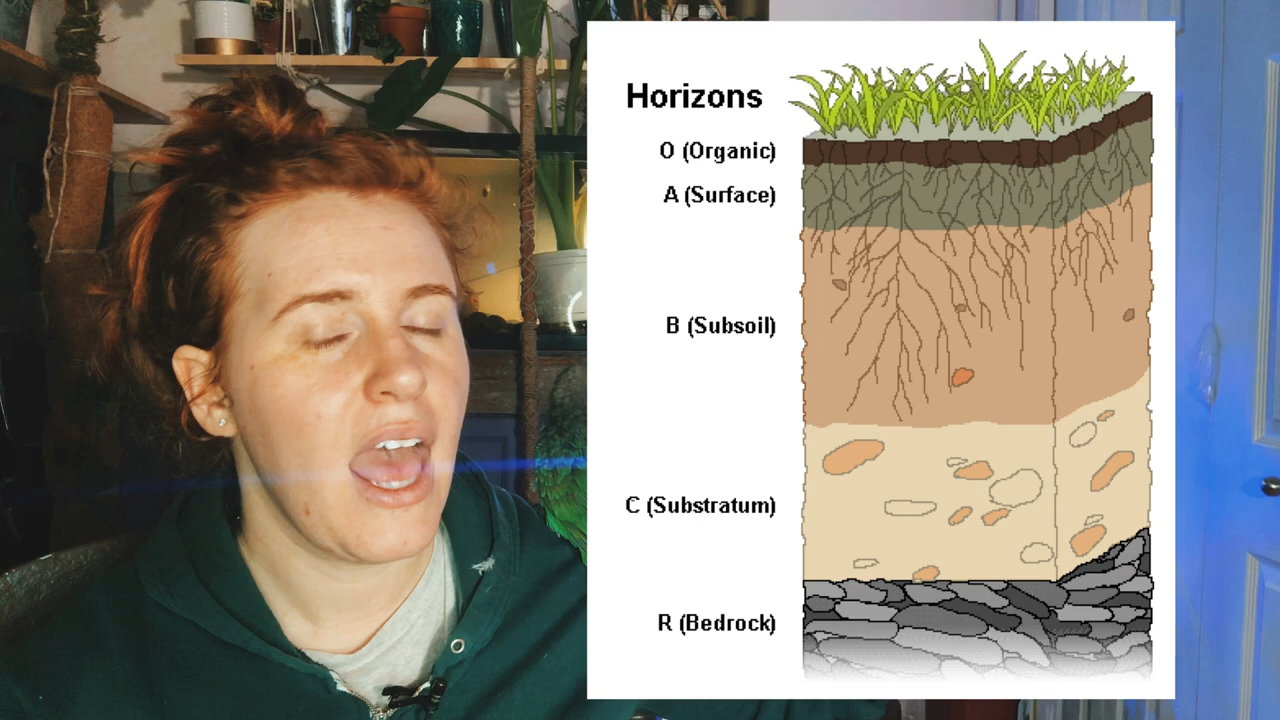 Horizons
O (Organic)
A (Surface)
B (Subsoil)
C (Substratum)
R (Bedrock)